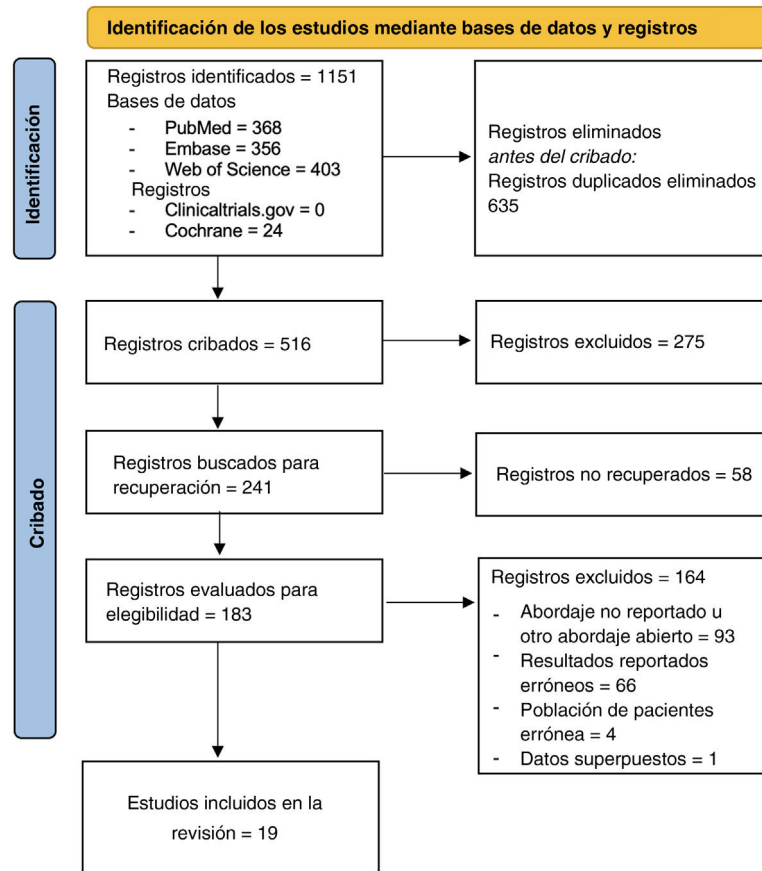 Identificación de los estudios mediante bases de datos y registros
Identificación
Registros identificados = 1151
Bases de datos
- PubMed = 368
- Embase = 356
- Web of Science = 403
Registros
- Clinicaltrials.gov = 0
- Cochrane = 24
Registros eliminados
antes del cribado:
Registros duplicados eliminados
635
Cribado
Registros cribados = 516
Registros excluidos = 275
Registros buscados para
recuperación = 241
Registros no recuperados = 58
Registros evaluados para
elegibilidad = 183
Registros excluidos = 164
- Abordaje no reportado u
otro abordaje abierto = 93
- Resultados reportados
erróneos = 66
- Población de pacientes
errónea = 4
- Datos superpuestos = 1
Estudios incluidos en la
revisión = 19